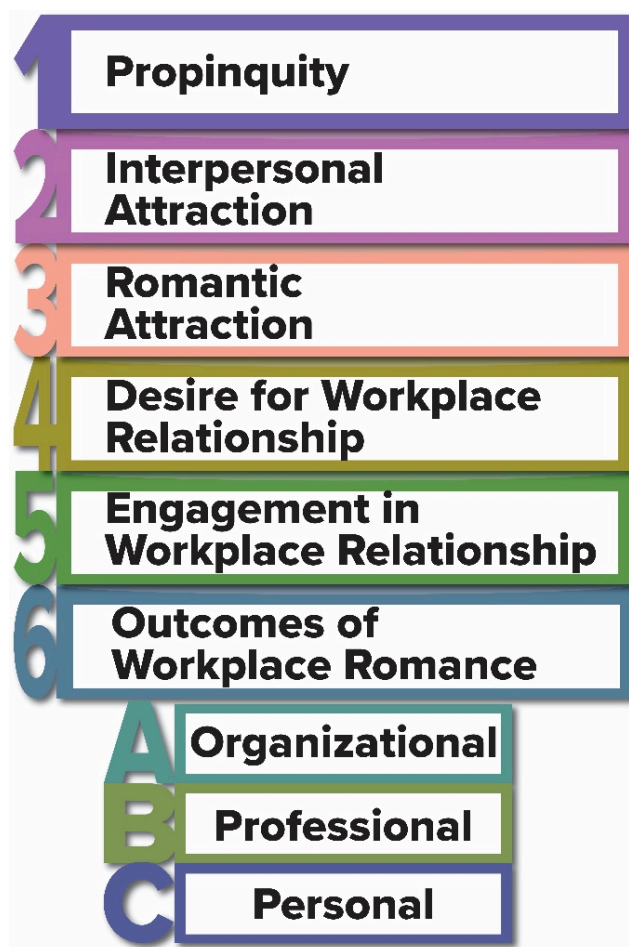 1 Propinquity
2 Interpersonal
Attraction
3 Romantic
Attraction
4 Desire for Workplace
Relationship
5 Engagement in
Workplace Relationship
6 Outcomes of
Workplace Romance
A Organizational
B Professional
C Personal